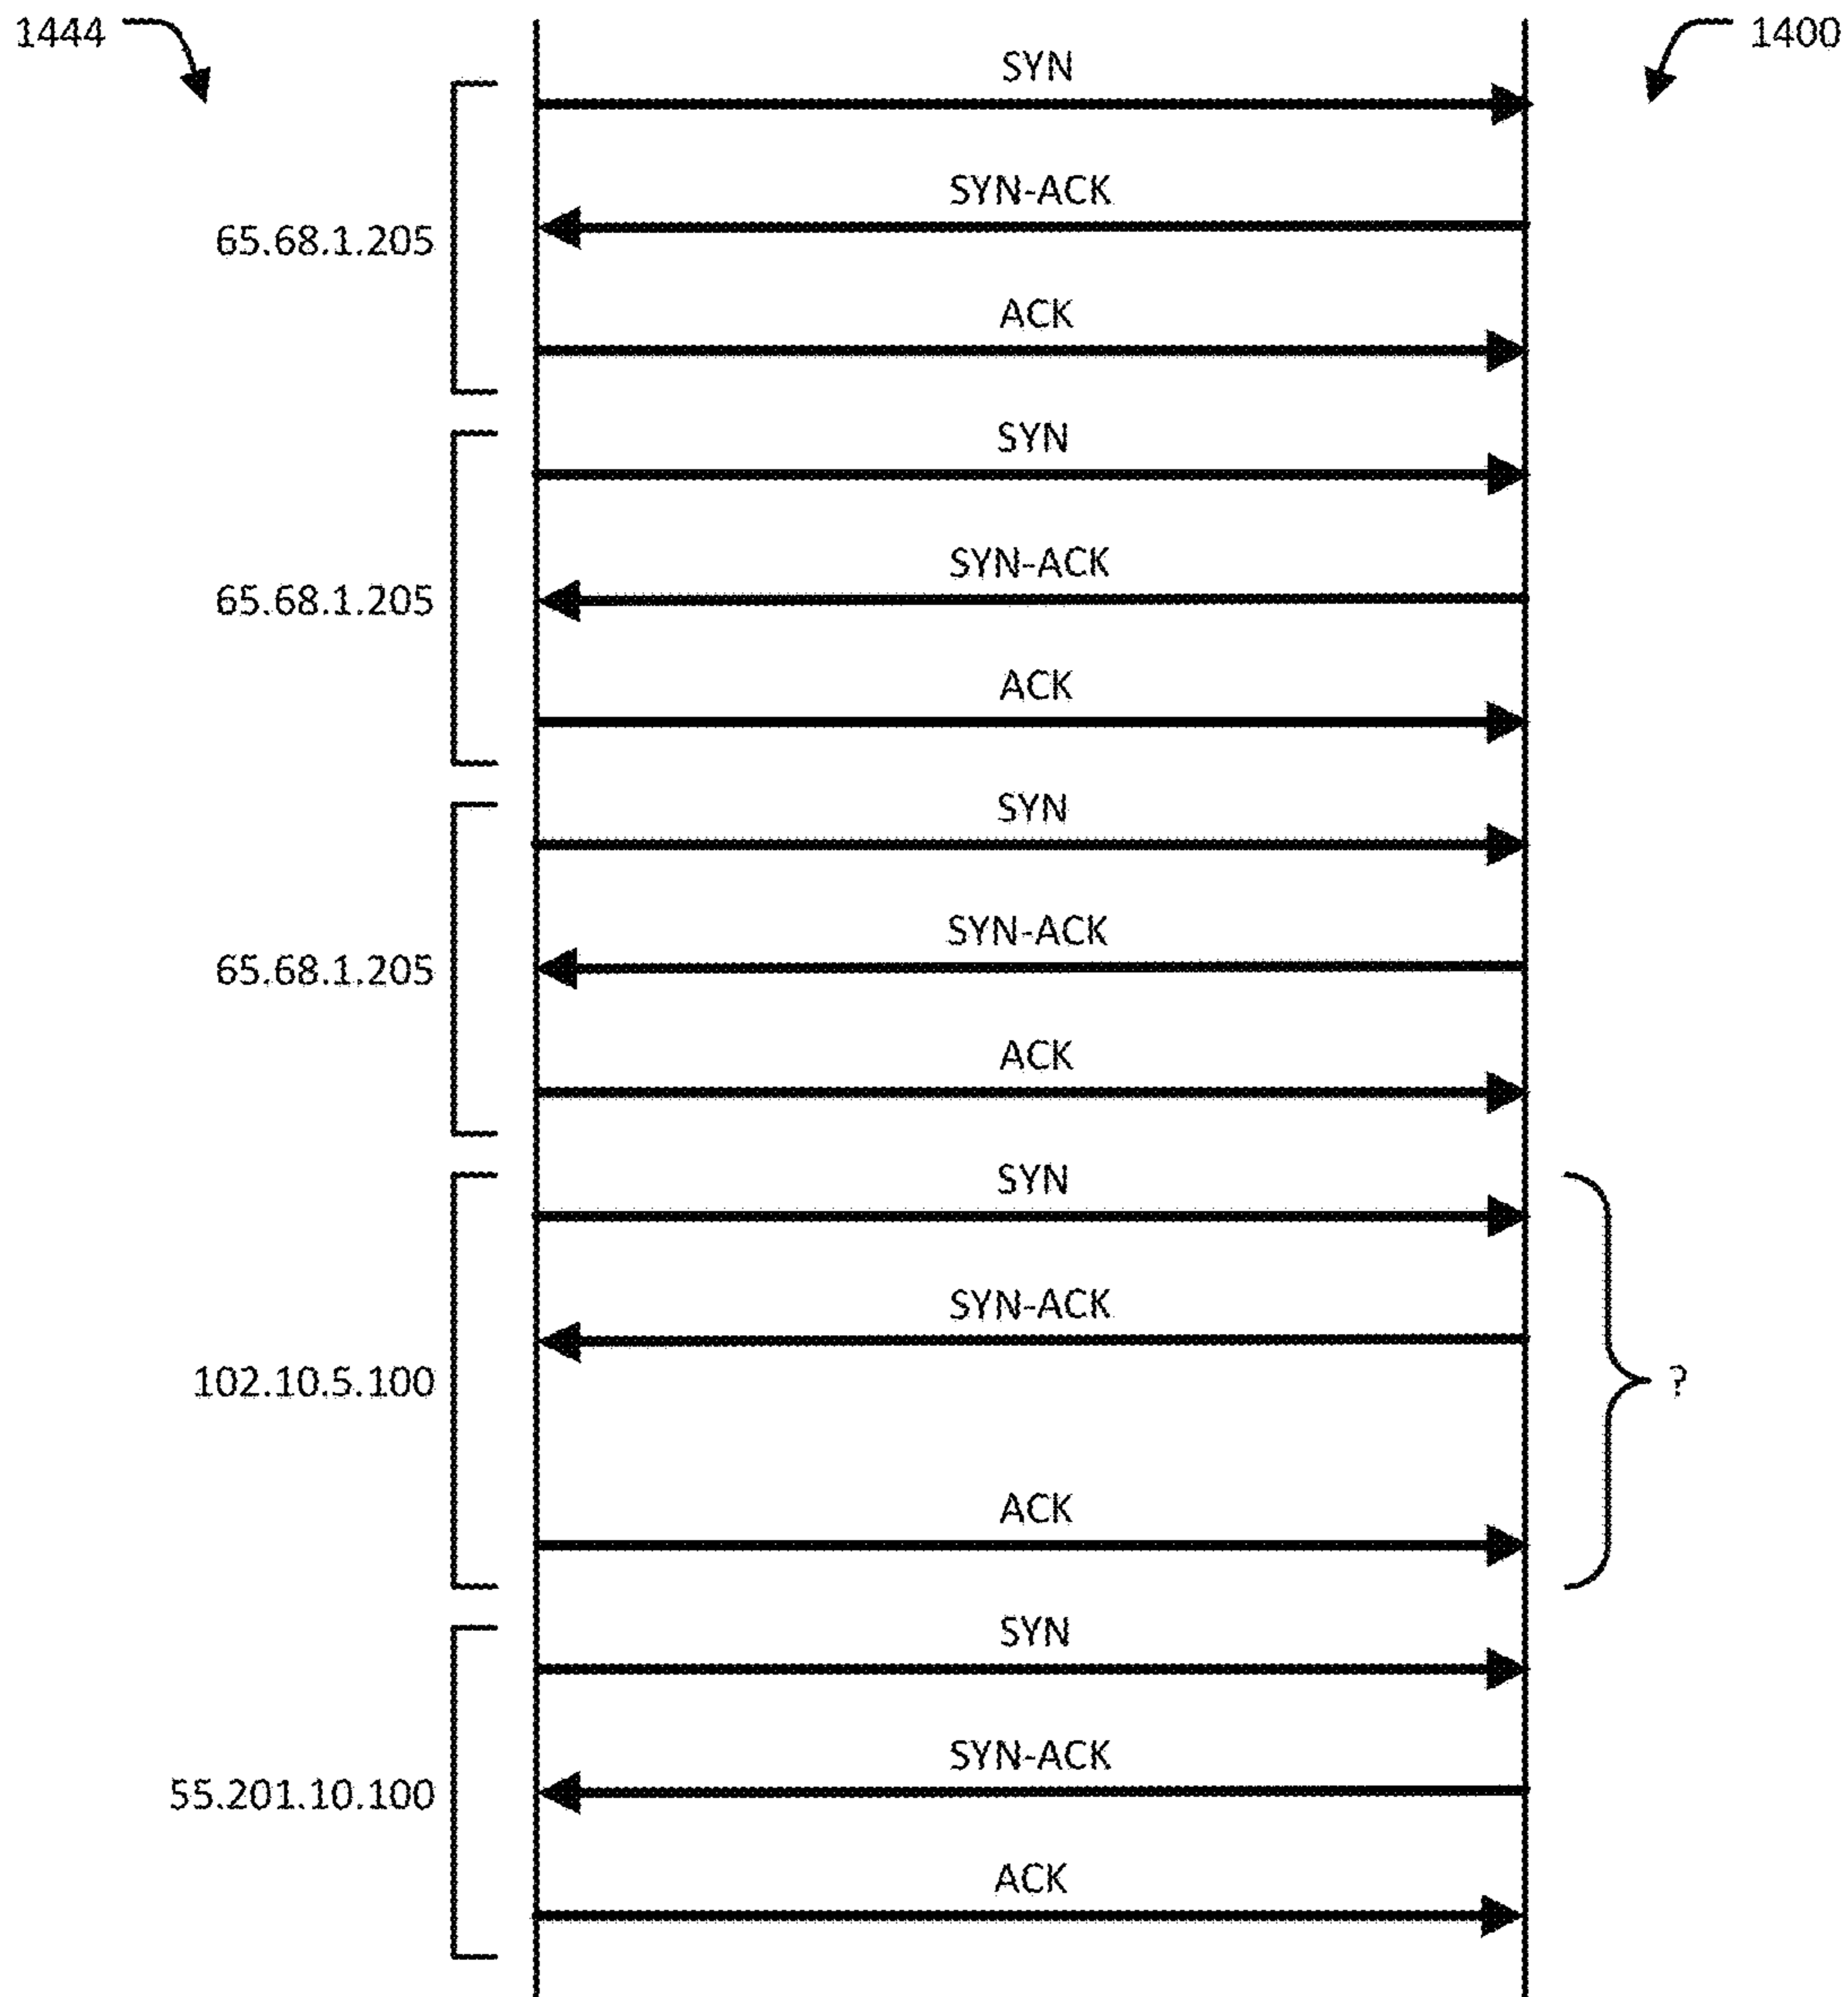 1444
1400
SYN
SYN-ACK
65.68.1.205
ACK
SYN
SYN-ACK
65.68.1.205
ACK
SYN
SYN-ACK
65.68.1.205
ACK
SYN
SYN-ACK
102.10.5.100
?
ACK
SYN
SYN-ACK
55.201.10.100
ACK